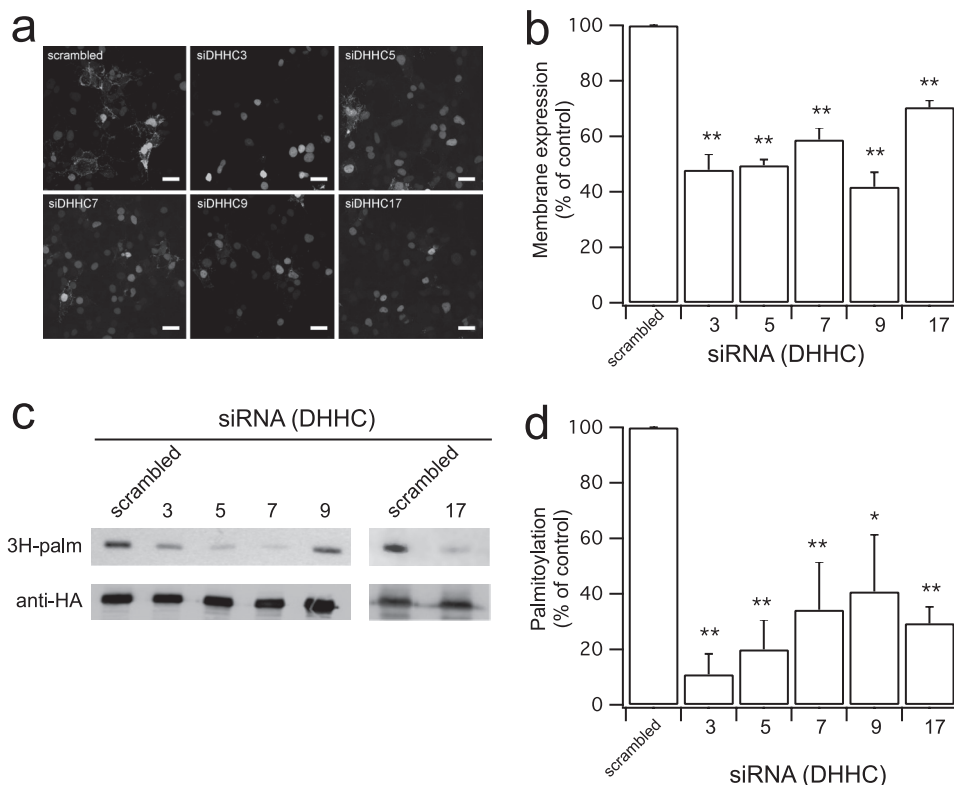 a
scrambled
siDHHC3
siDHHC5
siDHHC7
siDHHC9
siDHHC17
b
Membrane expression
(% of control)
100
80
60
40
20
0
**
**
**
**
**
scrambled
3
5
7
9
17
siRNA (DHHC)
c
siRNA (DHHC)
scrambled
3
5
7
9
scrambled
17
3H-palm
anti-HA
d
Palmitoylation
(% of control)
100
80
60
40
20
0
**
**
**
*
**
scrambled
3
5
7
9
17
siRNA (DHHC)